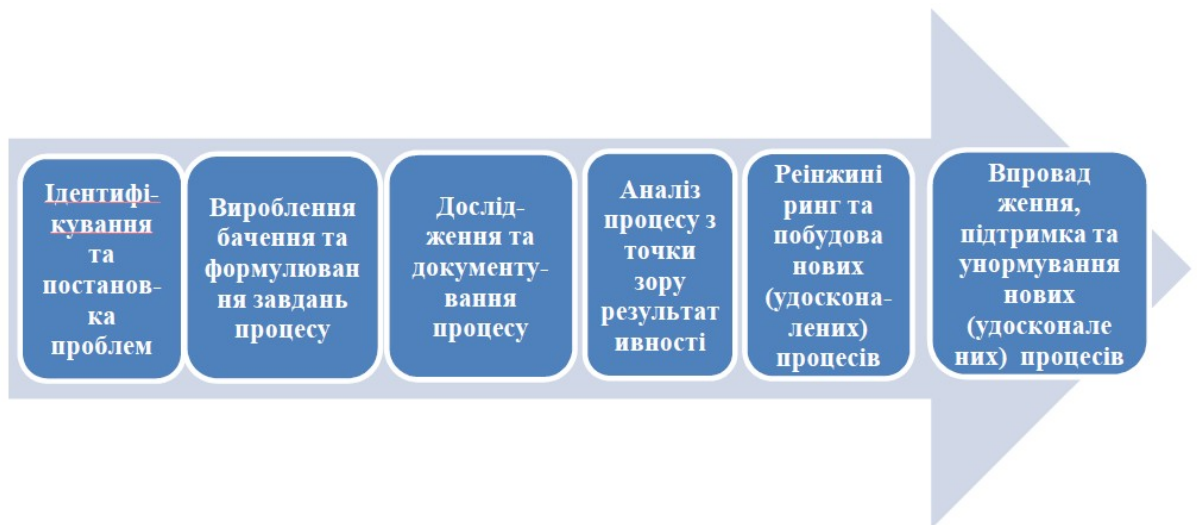 Ідентифі-
кування
та
постанов-
ка
проблем
Вироблення
бачення та
формулюван
ня завдань
процесу
Дослід-
ження та
документу-
вання
процесу
Аналіз
процесу з
точки
зору
результат
ивності
Реінжині
ринг та
побудова
нових
(удоскона-
лених)
процесів
Впровад
ження,
підтримка та
унормування
нових
(удосконале
них) процесів